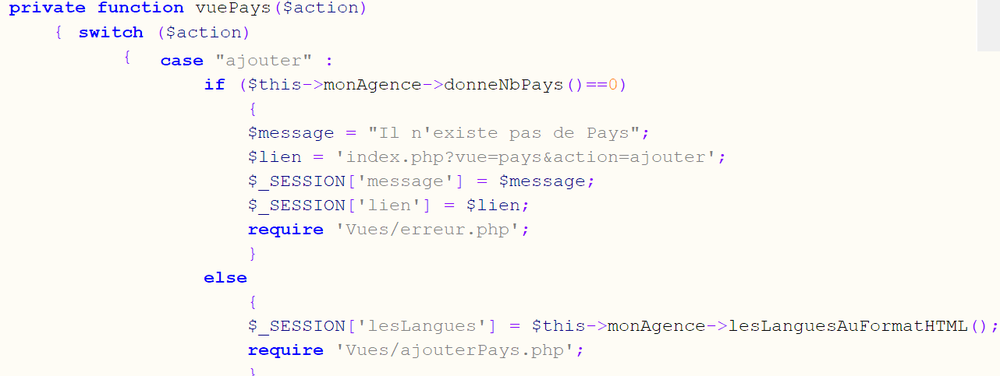 private function vuePays($action)
{ switch ($action)
{ case "ajouter" :
if ($this->monAgence->donneNbPays()==0)
{
$message = "Il n'existe pas de Pays";
$lien = 'index.php?vue=pays&action=ajouter';
$_SESSION['message'] = $message;
$_SESSION['lien'] = $lien;
require 'Vues/erreur.php';
}
else
{
$_SESSION['lesLangues'] = $this->monAgence->lesLanguesAuFormatHTML();
require 'Vues/ajouterPays.php';
}